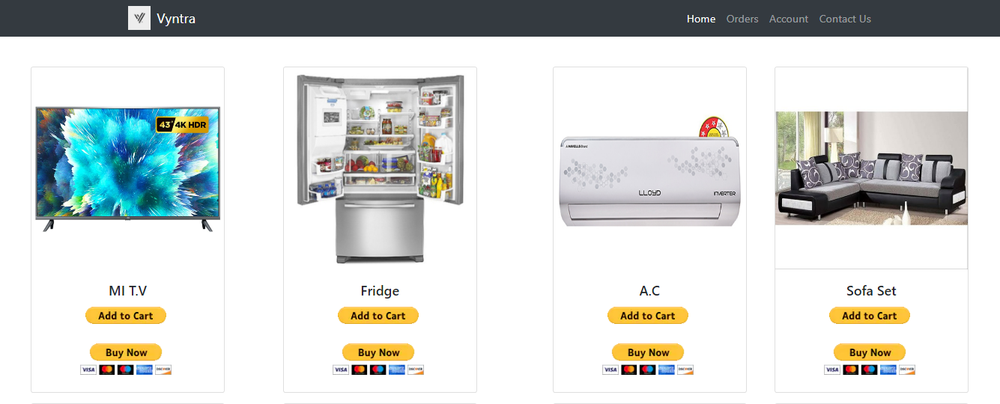 Vyntra
Home Orders Account Contact Us
43" 4K HDR
LLOYD
INVERTER
MI T.V
Fridge
A.C
Sofa Set
Add to Cart
Add to Cart
Add to Cart
Add to Cart
Buy Now
Buy Now
Buy Now
Buy Now
VISA DISCOVER
VISA DISCOVER
VISA DISCOVER
VISA DISCOVER